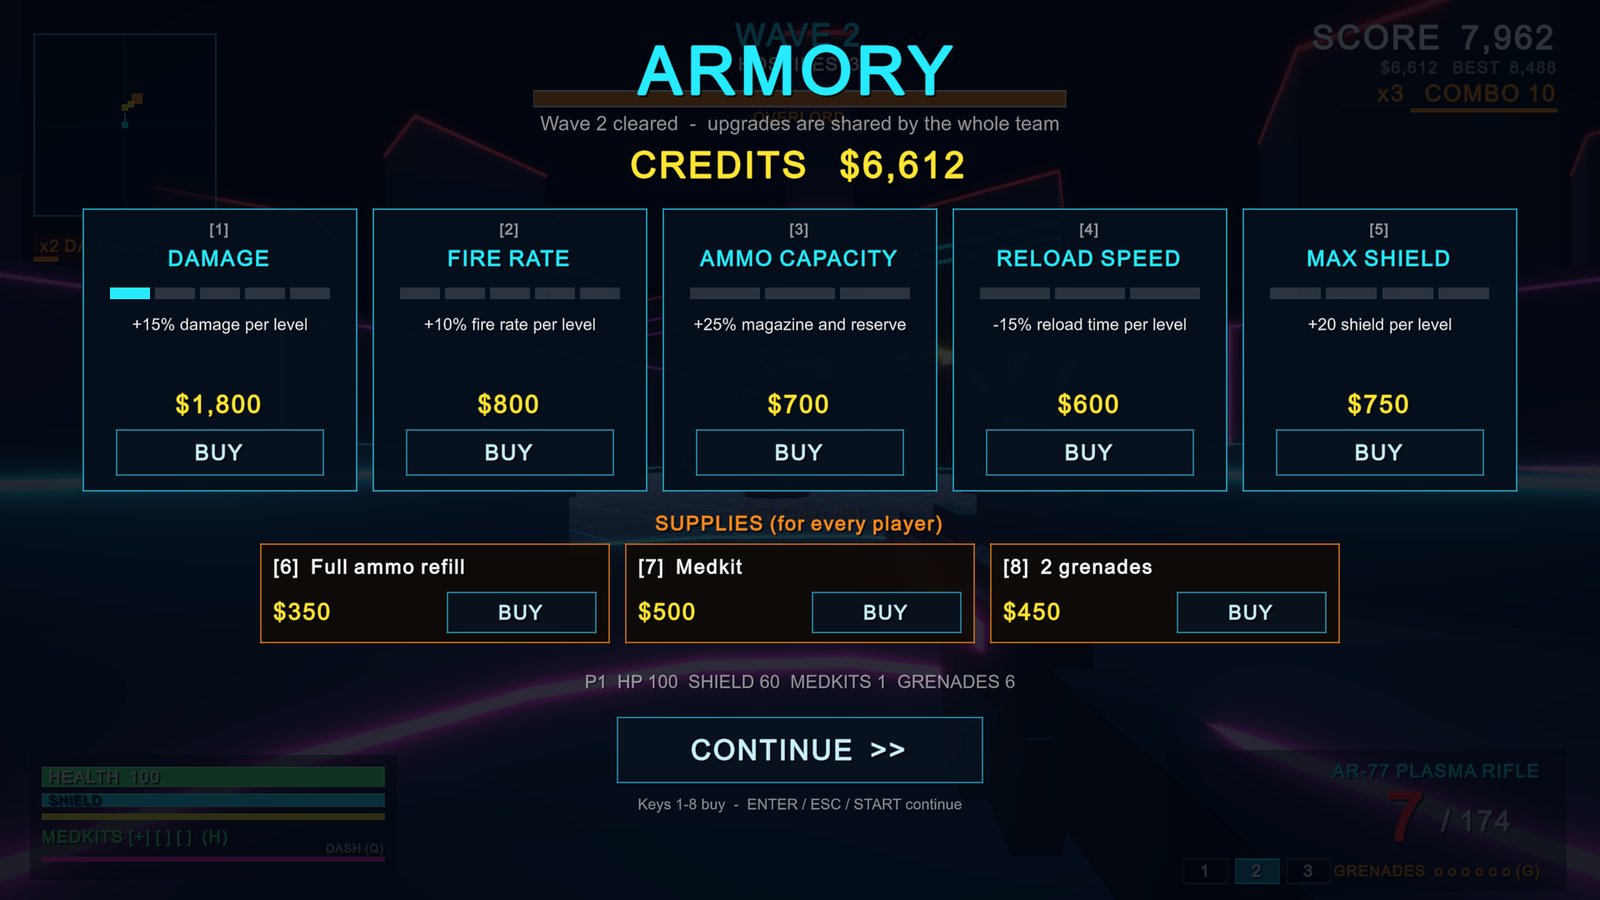 WAVE 2
ARMORY
SCORE 7,962
$6,612 BEST 8,488
x3 COMBO 10
OVERLORD
Wave 2 cleared - upgrades are shared by the whole team
CREDITS $6,612
x2 DAMAGE
[1]
DAMAGE
+15% damage per level
$1,800
BUY
[2]
FIRE RATE
+10% fire rate per level
$800
BUY
[3]
AMMO CAPACITY
+25% magazine and reserve
$700
BUY
[4]
RELOAD SPEED
-15% reload time per level
$600
BUY
[5]
MAX SHIELD
+20 shield per level
$750
BUY
SUPPLIES (for every player)
[6] Full ammo refill
$350
BUY
[7] Medkit
$500
BUY
[8] 2 grenades
$450
BUY
P1 HP 100 SHIELD 60 MEDKITS 1 GRENADES 6
CONTINUE >>
Keys 1-8 buy - ENTER / ESC / START continue
HEALTH 100
SHIELD
MEDKITS [+] [ ] [ ] (H)
DASH (Q)
AR-77 PLASMA RIFLE
7 / 174
1 2 3 GRENADES o o o o o o (G)